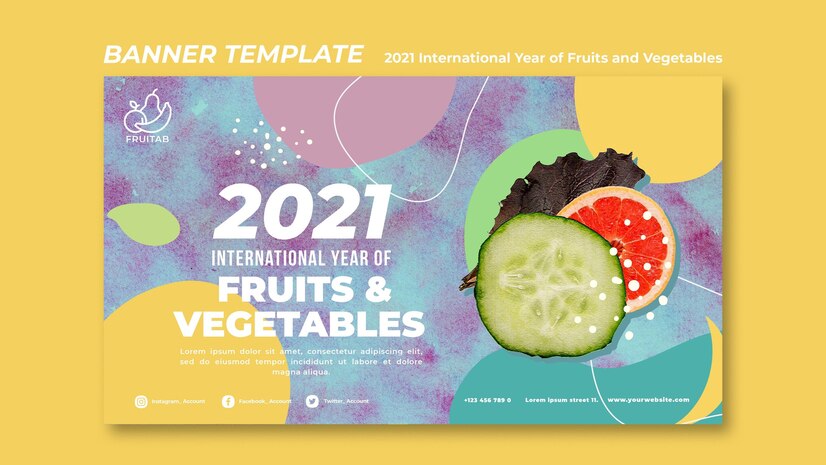 BANNER TEMPLATE
2021 International Year of Fruits and Vegetables
FRUITAB
2021
INTERNATIONAL YEAR OF
FRUITS &
VEGETABLES
Lorem ipsum dolor sit amet, consectetur adipiscing elit,
sed do eiusmod tempor incididunt ut labore et dolore
magna aliqua.
Instagram_Account
Facebook_Account
Twitter_Account
+123 456 789 0
Lorem ipsum street 11.
www.yourwebsite.com